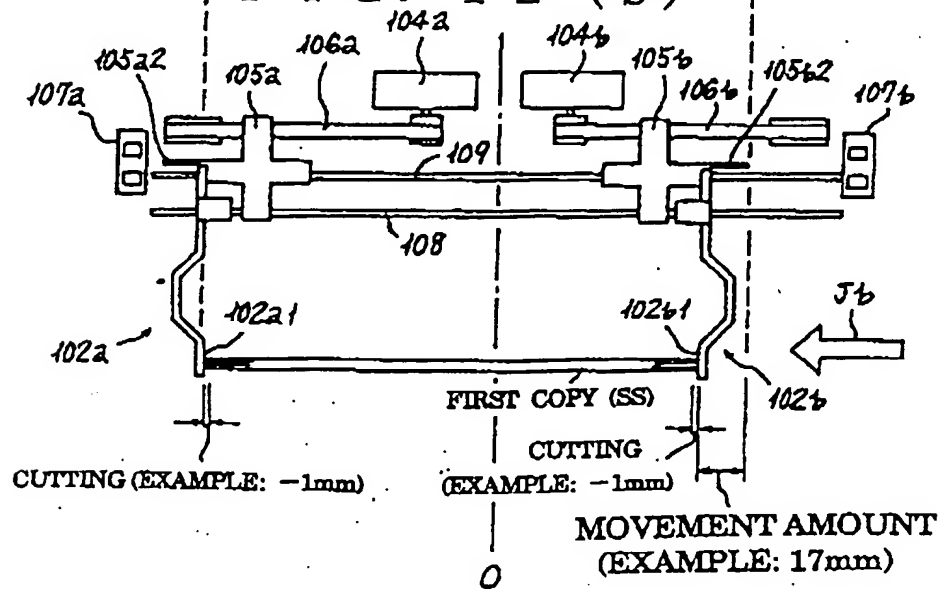 104a
104b
106a
105a2
105a
105b
105b2
106b
107a
107b
109
108
Jb
102a1
102b1
102a
102b
FIRST COPY (SS)
CUTTING (EXAMPLE: −1mm)
CUTTING
(EXAMPLE: −1mm)
MOVEMENT AMOUNT
(EXAMPLE: 17mm)
O